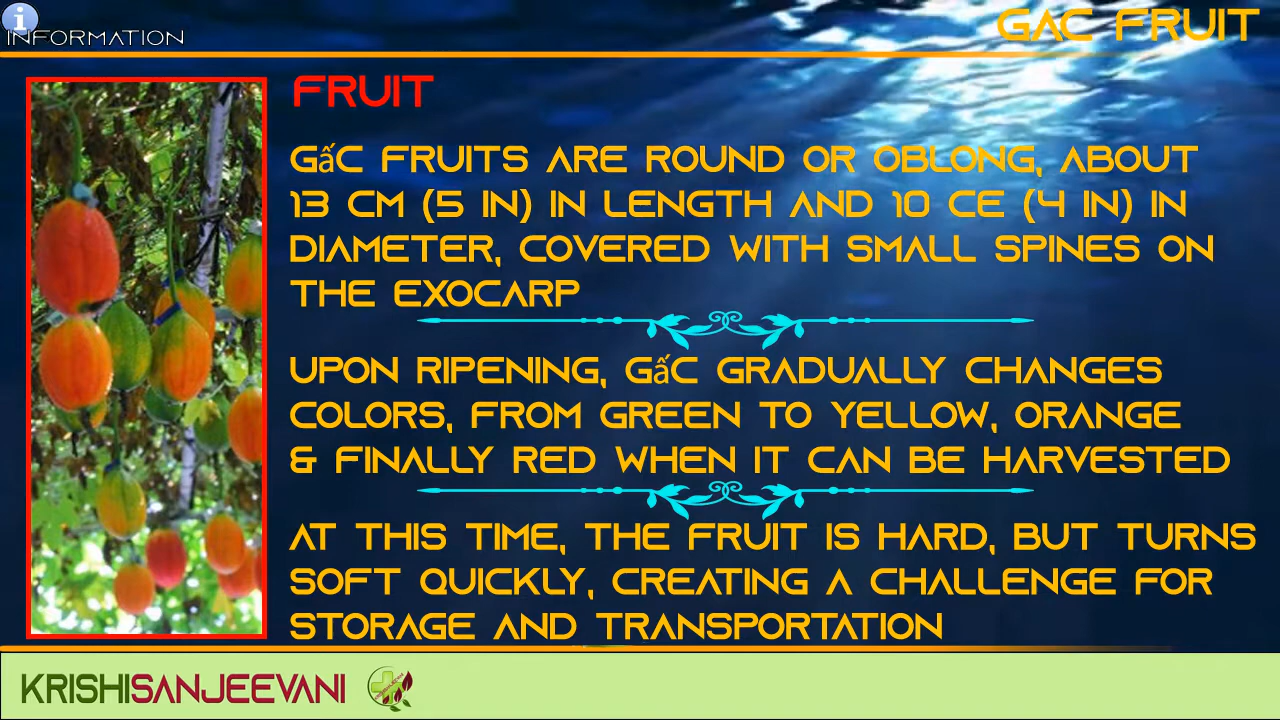 INFORMATION
GAC FRUIT
FRUIT
GấC FRUITS ARE ROUND OR OBLONG, ABOUT
13 CM (5 IN) IN LENGTH AND 10 CE (4 IN) IN
DIAMETER, COVERED WITH SMALL SPINES ON
THE EXOCARP
UPON RIPENING, GấC GRADUALLY CHANGES
COLORS, FROM GREEN TO YELLOW, ORANGE
& FINALLY RED WHEN IT CAN BE HARVESTED
AT THIS TIME, THE FRUIT IS HARD, BUT TURNS
SOFT QUICKLY, CREATING A CHALLENGE FOR
STORAGE AND TRANSPORTATION
KRISHISANJEEVANI